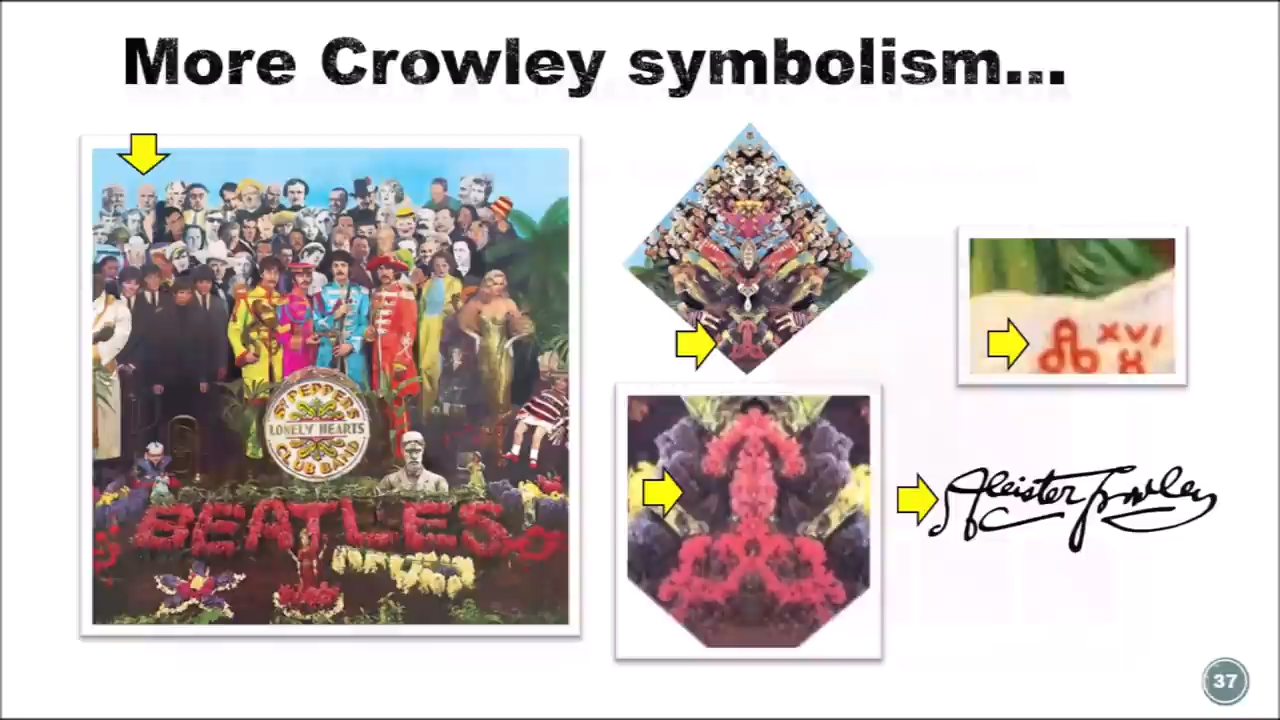 More Crowley symbolism...
SGT PEPPERS
LONELY HEARTS
CLUB BAND
BEATLES
XVI
Aleister Crowley
37